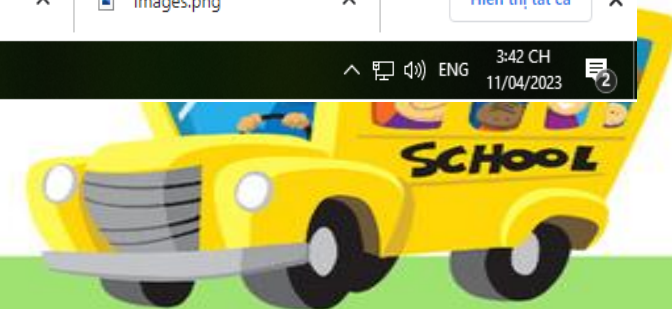 images.png
Hiển thị tất cả
ENG
3:42 CH
11/04/2023
2
SCHOOL